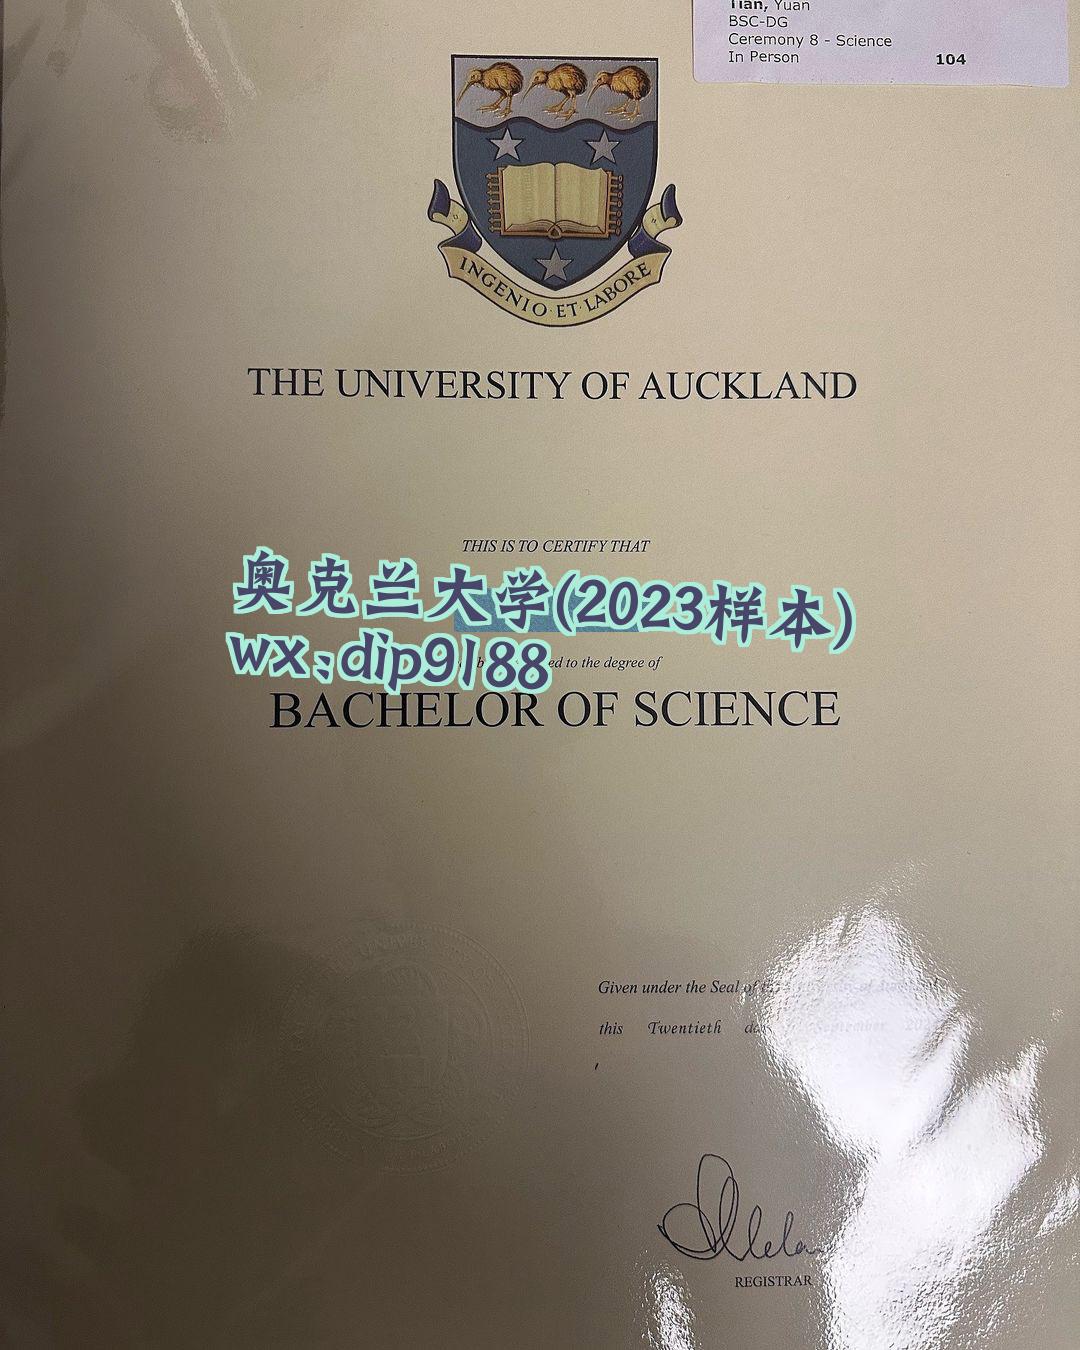 Tian, Yuan
BSC-DG
Ceremony 8 - Science
In Person 104
INGENIO·ET·LABORE
THE UNIVERSITY OF AUCKLAND
THIS IS TO CERTIFY THAT
奥克兰大学(2023样本)
wx:dip9188
ed to the degree of
BACHELOR OF SCIENCE
Given under the Seal of
this Twentieth September
REGISTRAR